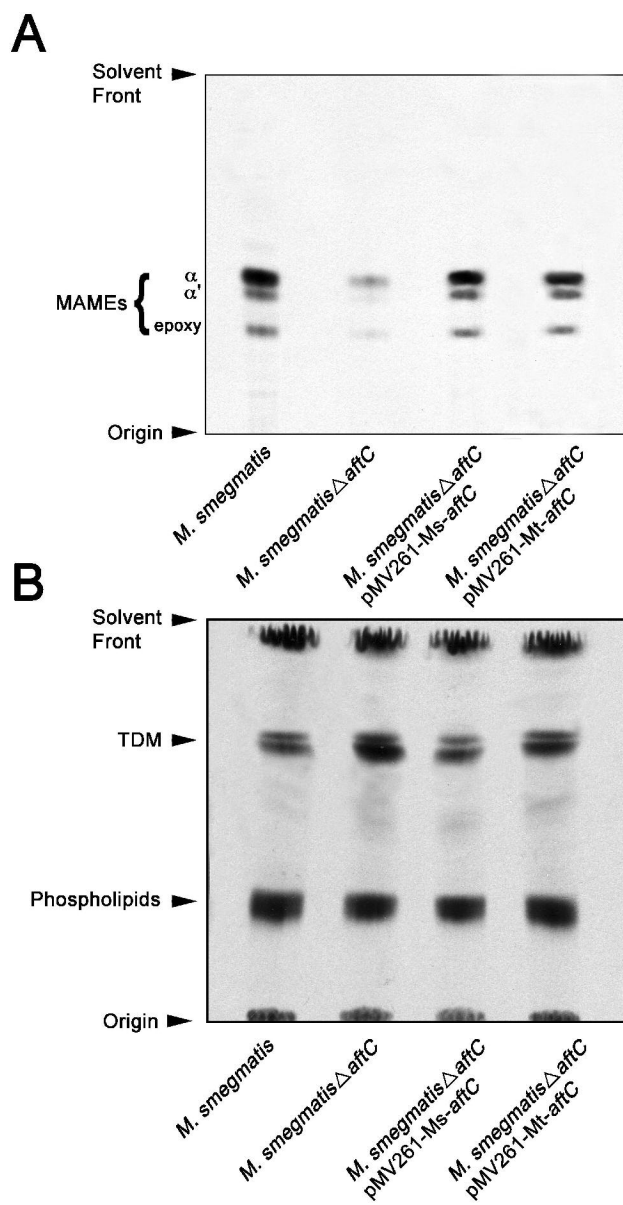 A
Solvent
Front
α
α'
MAMEs {
epoxy
Origin
M. smegmatis
M. smegmatis△aftC
M. smegmatis△aftC
pMV261-Ms-aftC
M. smegmatis△aftC
pMV261-Mt-aftC
B
Solvent
Front
TDM
Phospholipids
Origin
M. smegmatis
M. smegmatis△aftC
M. smegmatis△aftC
pMV261-Ms-aftC
M. smegmatis△aftC
pMV261-Mt-aftC